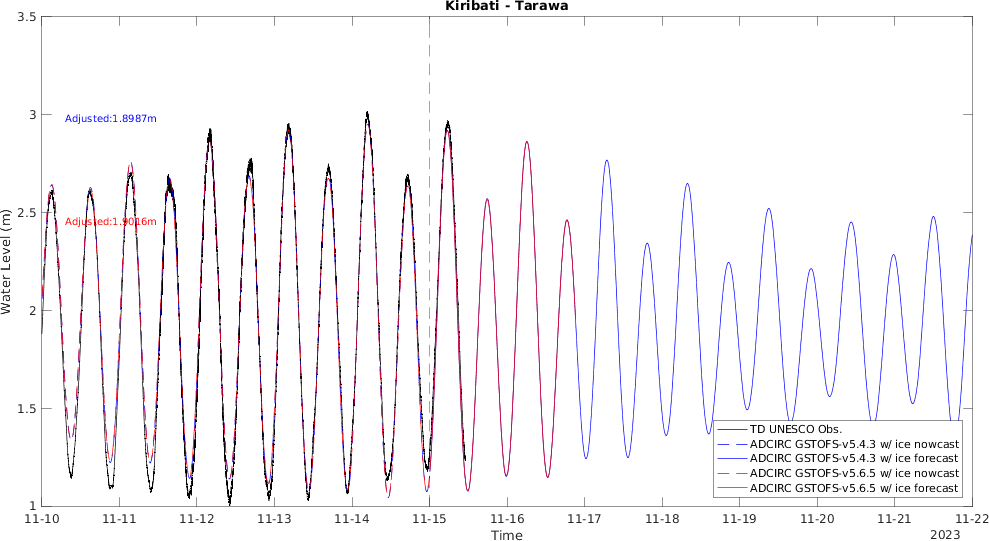 Kiribati - Tarawa
3.5
3
2.5
2
1.5
1
Water Level (m)
Adjusted:1.8987m
Adjusted:1.9016m
TD UNESCO Obs.
ADCIRC GSTOFS-v5.4.3 w/ ice nowcast
ADCIRC GSTOFS-v5.4.3 w/ ice forecast
ADCIRC GSTOFS-v5.6.5 w/ ice nowcast
ADCIRC GSTOFS-v5.6.5 w/ ice forecast
11-10 11-11 11-12 11-13 11-14 11-15 11-16 11-17 11-18 11-19 11-20 11-21 11-22
Time
2023